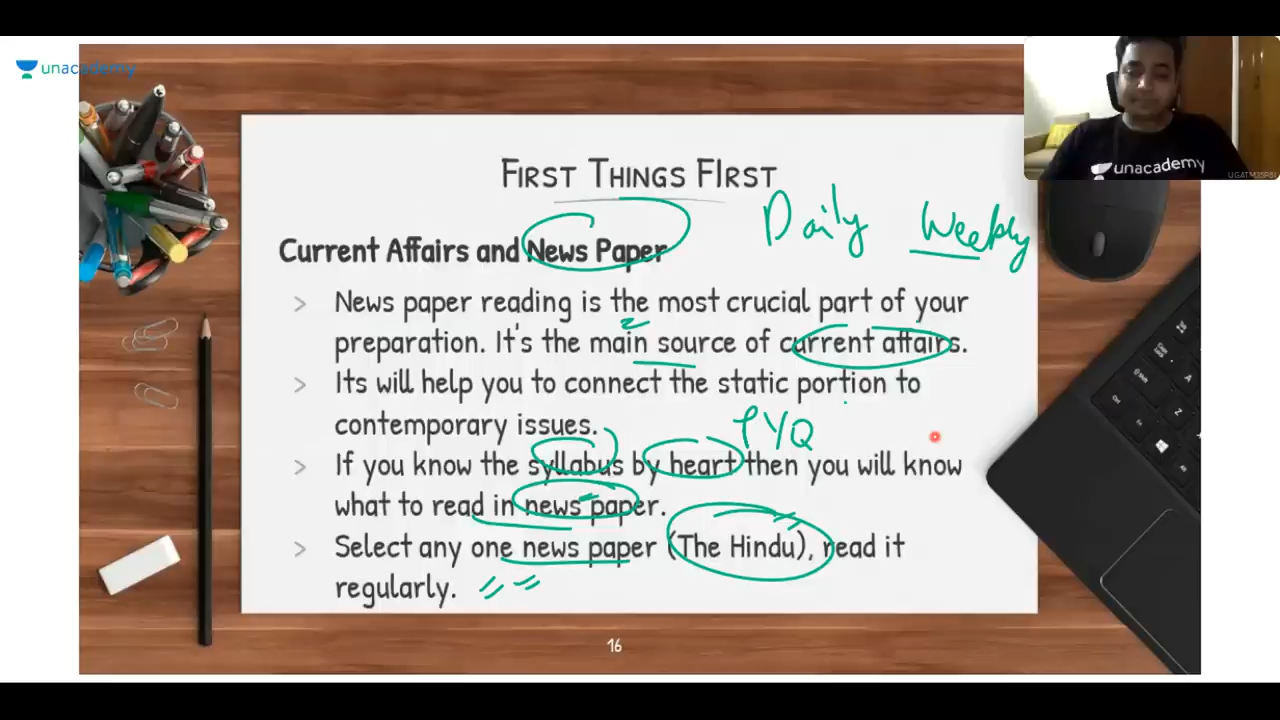 unacademy
unacademy
UGATM25P6I
FIRST THINGS FIRST
Daily Weekly
Current Affairs and News Paper
> News paper reading is the most crucial part of your
preparation. It's the main source of current affairs.
> Its will help you to connect the static portion to
contemporary issues.
PYQ
> If you know the syllabus by heart then you will know
what to read in news paper.
> Select any one news paper (The Hindu), read it
regularly.
16